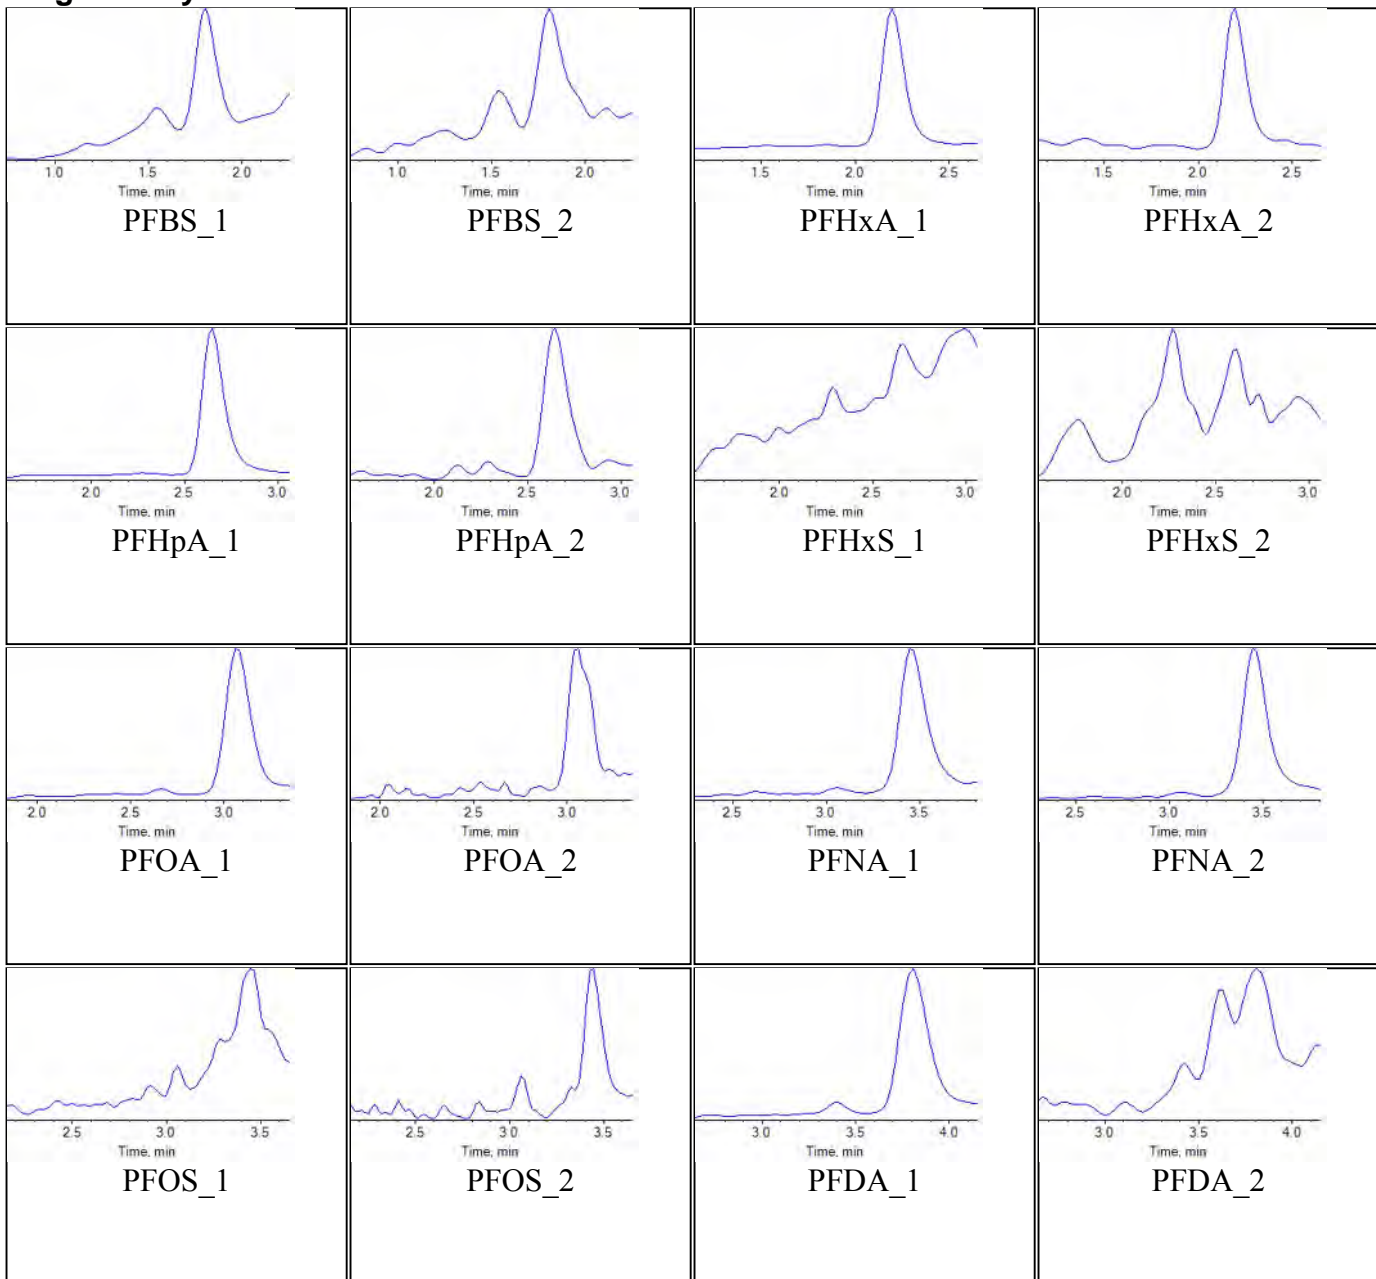 1.0 1.5 2.0 1.0 1.5 2.0 1.5 2.0 2.5 1.5 2.0 2.5
Time, min Time, min Time, min Time, min
PFBS_1 PFBS_2 PFHxA_1 PFHxA_2
2.0 2.5 3.0 2.0 2.5 3.0 2.0 2.5 3.0 2.0 2.5 3.0
Time, min Time, min Time, min Time, min
PFHpA_1 PFHpA_2 PFHxS_1 PFHxS_2
2.0 2.5 3.0 2.0 2.5 3.0 2.5 3.0 3.5 2.5 3.0 3.5
Time, min Time, min Time, min Time, min
PFOA_1 PFOA_2 PFNA_1 PFNA_2
2.5 3.0 3.5 2.5 3.0 3.5 3.0 3.5 4.0 3.0 3.5 4.0
Time, min Time, min Time, min Time, min
PFOS_1 PFOS_2 PFDA_1 PFDA_2